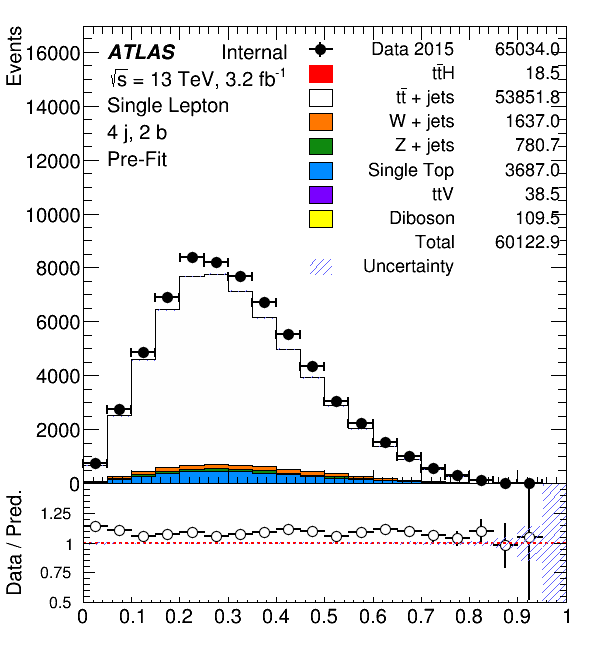 Events
16000
14000
12000
10000
8000
6000
4000
2000
0
ATLAS Internal
√s = 13 TeV, 3.2 fb⁻¹
Single Lepton
4 j, 2 b
Pre-Fit
Data 2015 65034.0
tt̄H 18.5
tt̄ + jets 53851.8
W + jets 1637.0
Z + jets 780.7
Single Top 3687.0
ttV 38.5
Diboson 109.5
Total 60122.9
Uncertainty
Data / Pred.
1.25
1
0.75
0.5
0 0.1 0.2 0.3 0.4 0.5 0.6 0.7 0.8 0.9 1